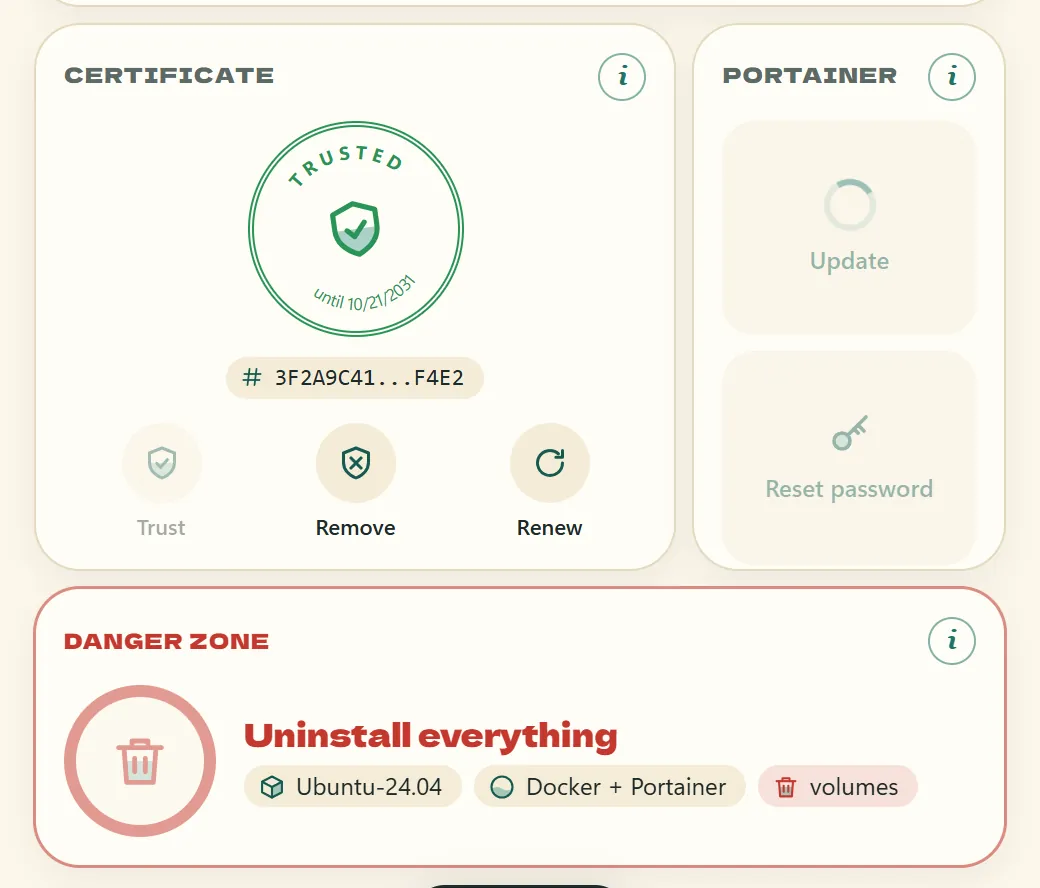 CERTIFICATE
i
TRUSTED
until 10/21/2031
# 3F2A9C41...F4E2
Trust
Remove
Renew
PORTAINER
i
Update
Reset password
DANGER ZONE
i
Uninstall everything
Ubuntu-24.04
Docker + Portainer
volumes